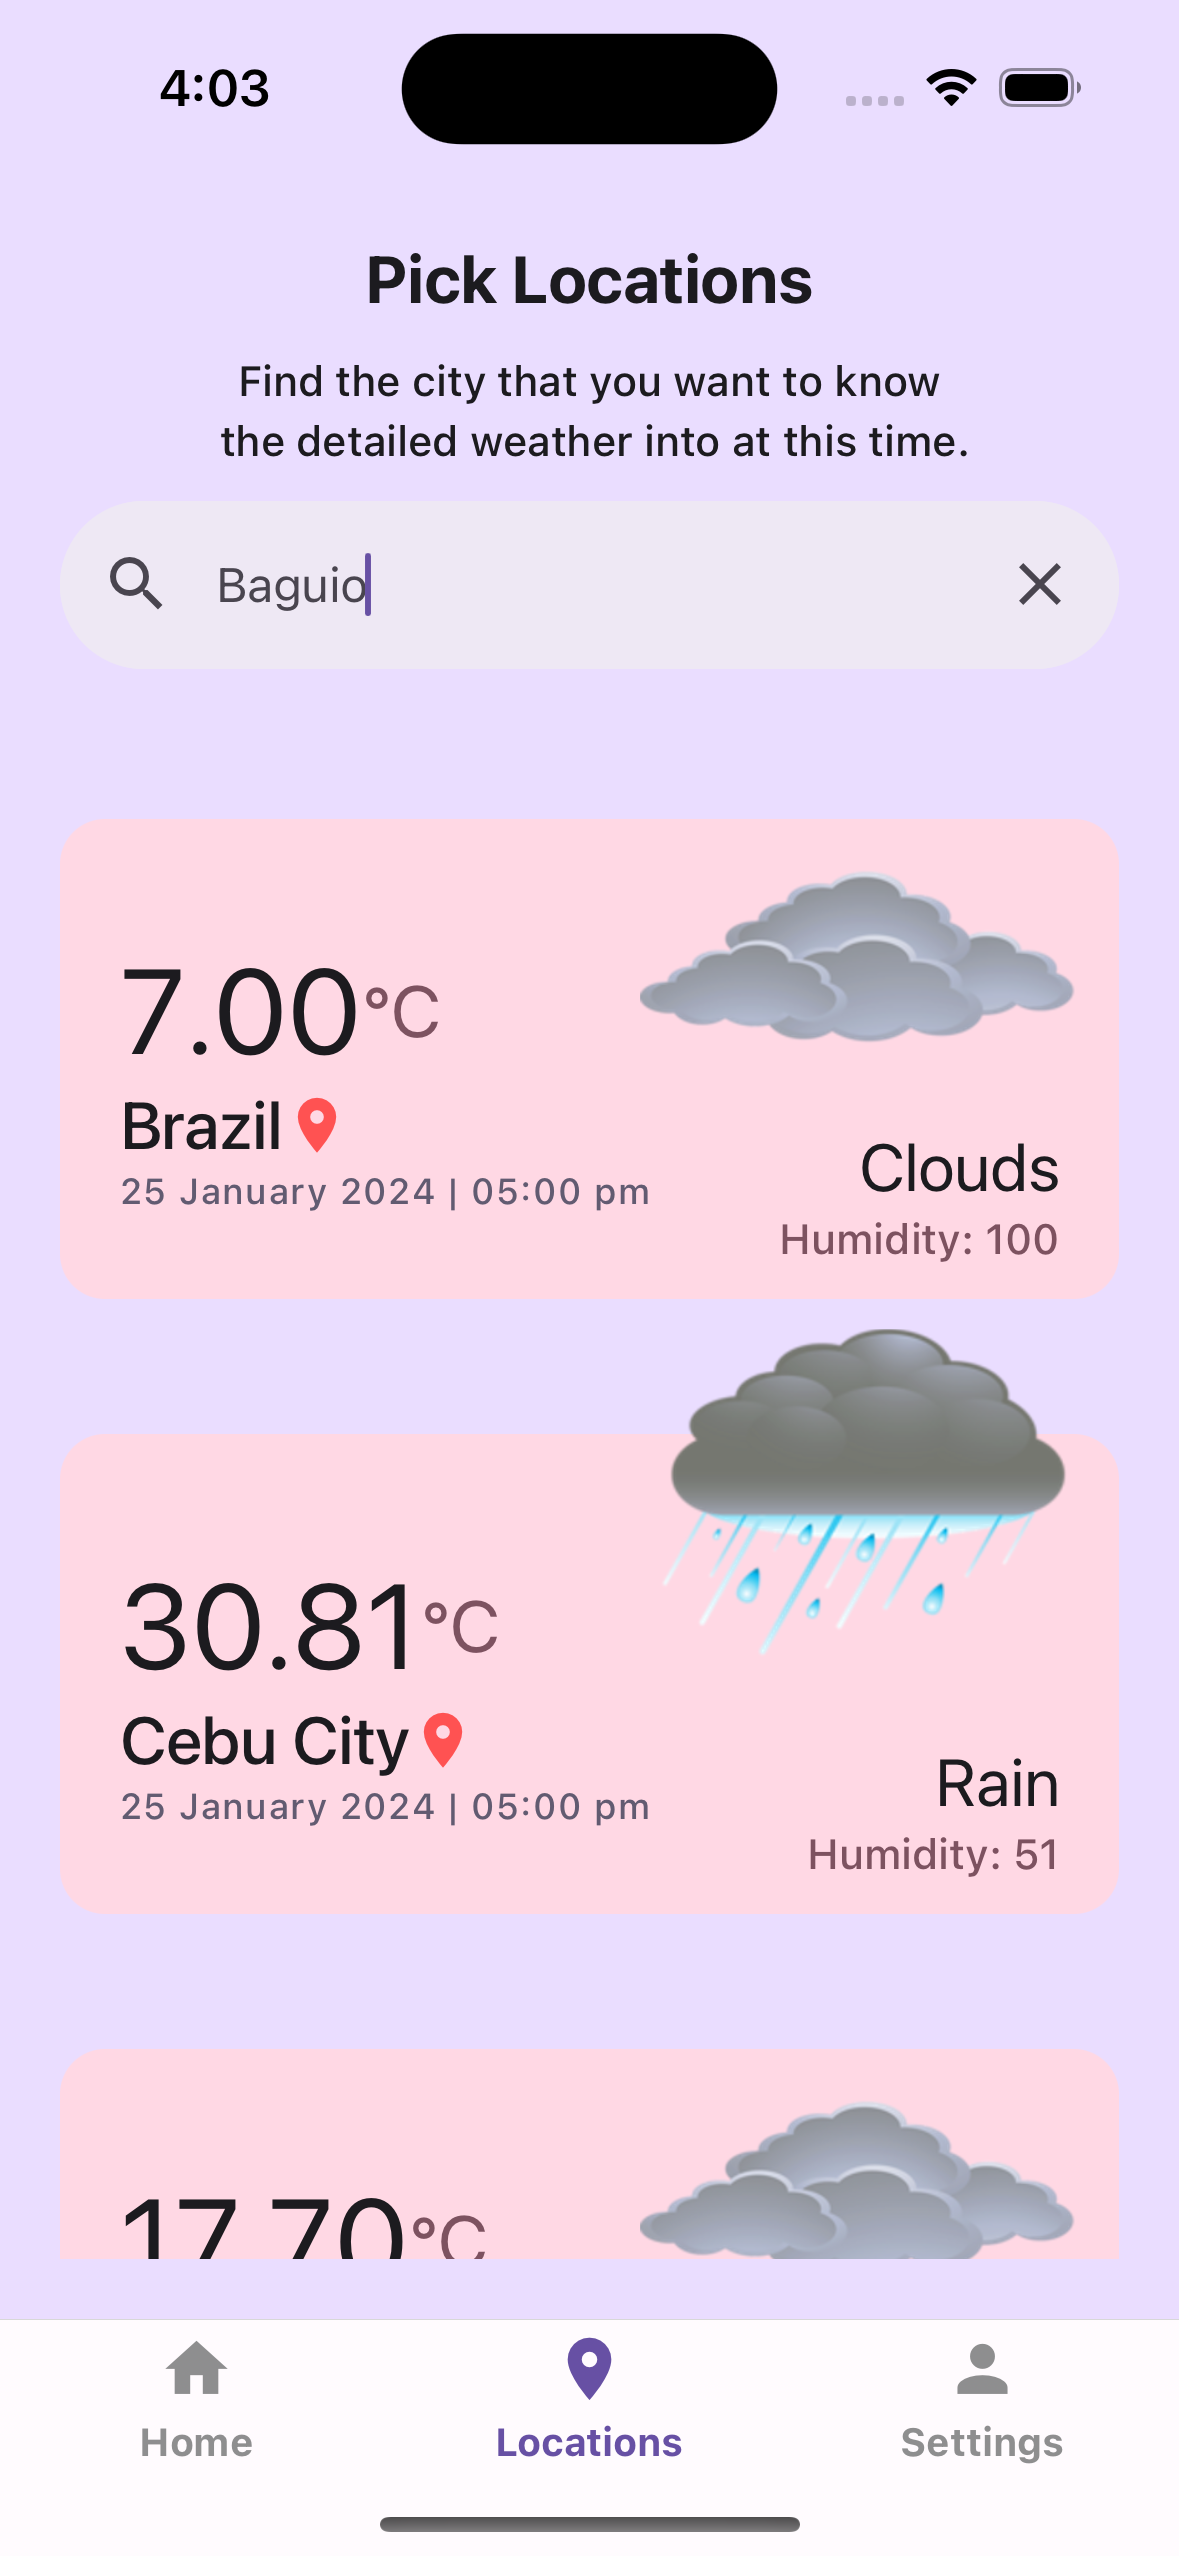 4:03
Pick Locations
Find the city that you want to know
the detailed weather into at this time.
Baguio
7.00°C
Brazil
25 January 2024 | 05:00 pm
Clouds
Humidity: 100
30.81°C
Cebu City
25 January 2024 | 05:00 pm
Rain
Humidity: 51
17.70°C
Home
Locations
Settings